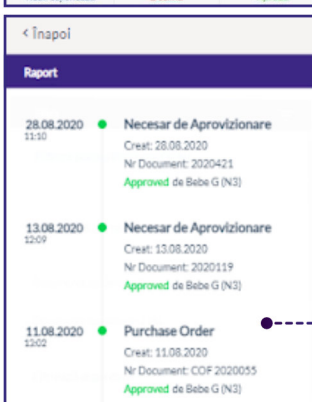 < Înapoi
Raport
28.08.2020
11:10
Necesar de Aprovizionare
Creat: 28.08.2020
Nr Document: 2020421
Approved de Bebe G (N3)
13.08.2020
12:09
Necesar de Aprovizionare
Creat: 13.08.2020
Nr Document: 2020119
Approved de Bebe G (N3)
11.08.2020
13:02
Purchase Order
Creat: 11.08.2020
Nr Document: COF 2020055
Approved de Bebe G (N3)